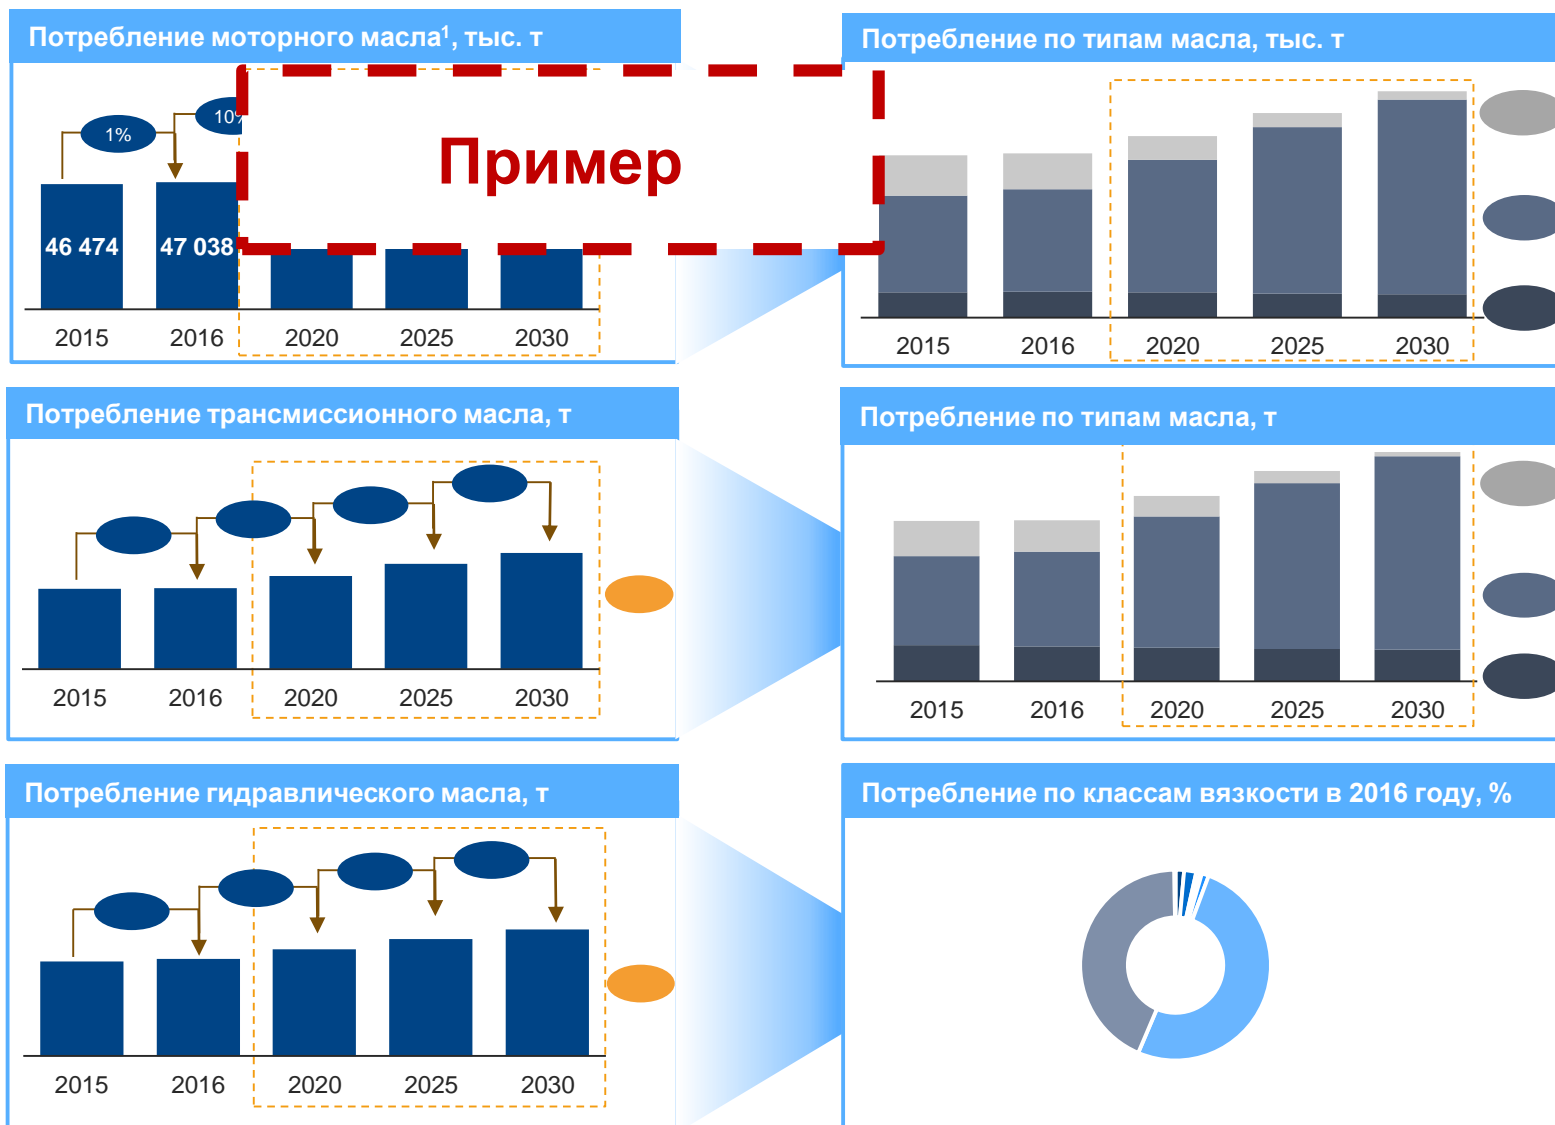 Потребление моторного масла¹, тыс. т
1%
46 474
47 038
2015 2016 2020 2025 2030
Пример
Потребление по типам масла, тыс. т
2015 2016 2020 2025 2030
Потребление трансмиссионного масла, т
2015 2016 2020 2025 2030
Потребление по типам масла, т
2015 2016 2020 2025 2030
Потребление гидравлического масла, т
2015 2016 2020 2025 2030
Потребление по классам вязкости в 2016 году, %